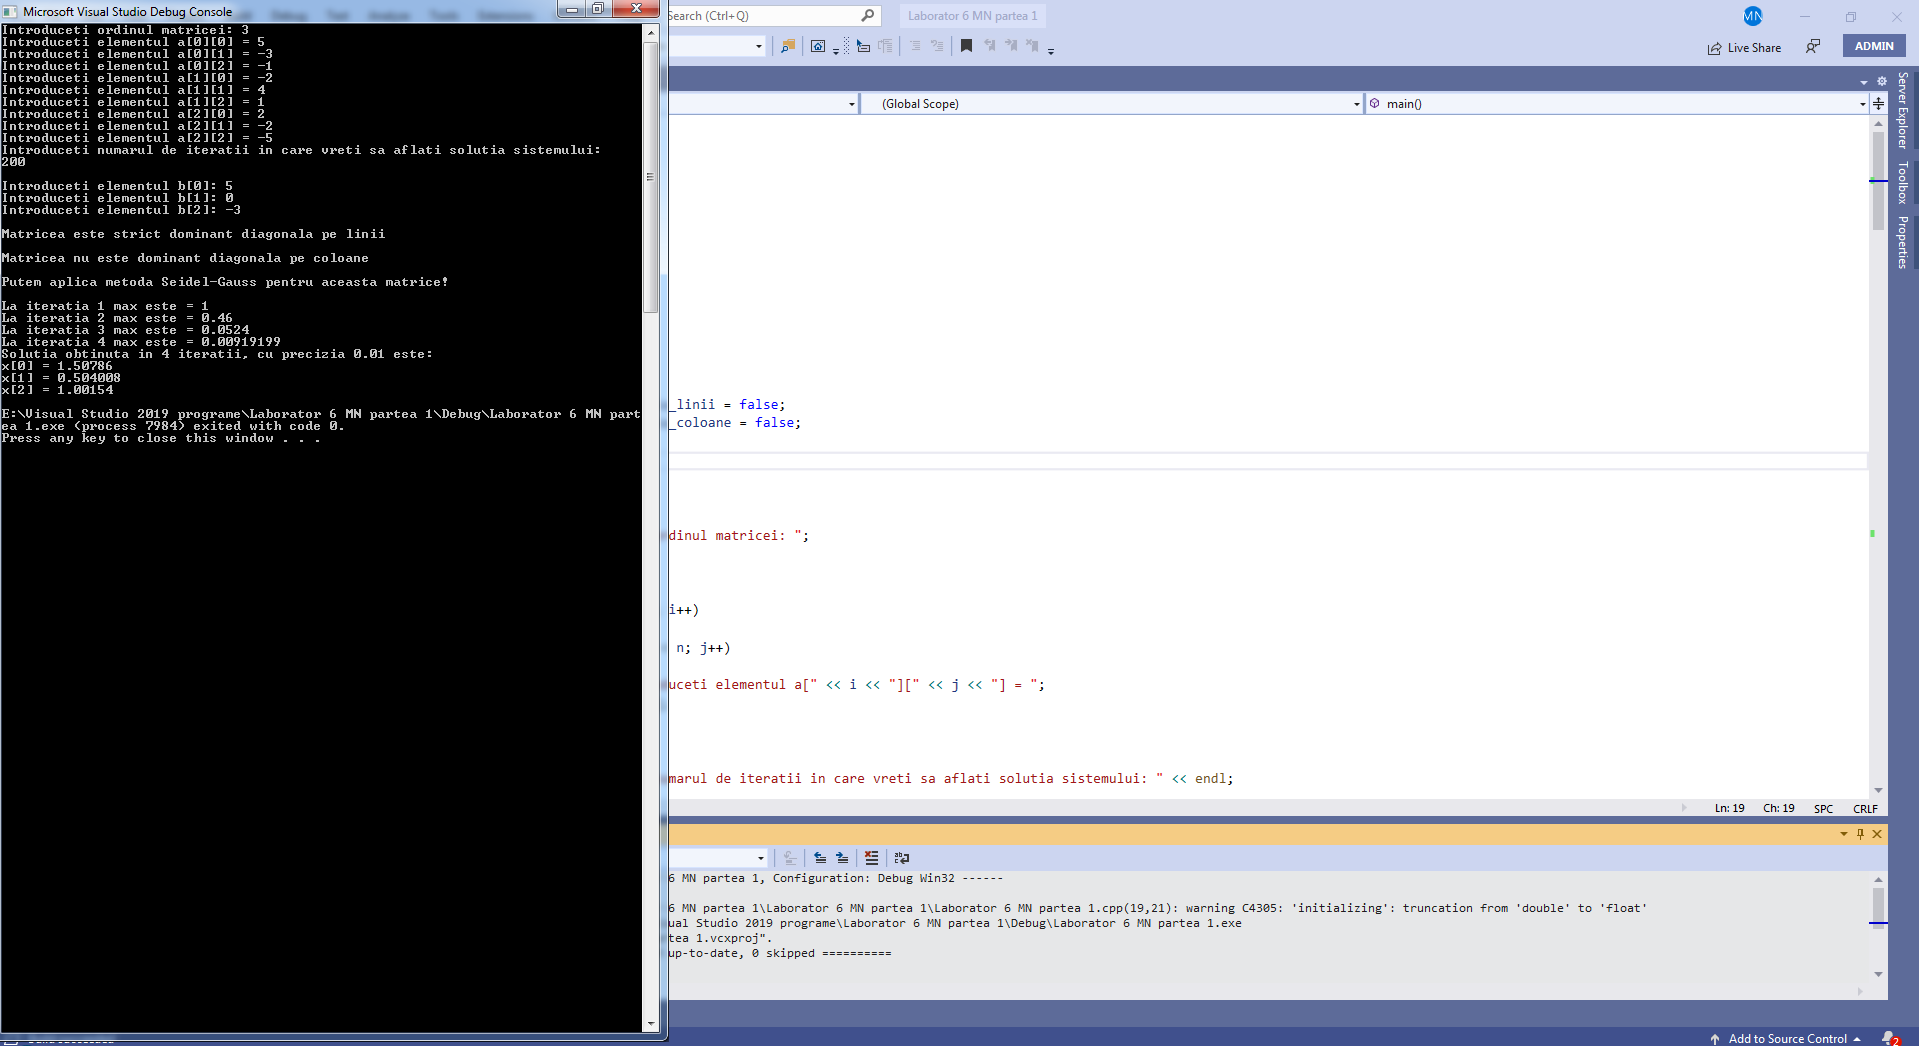 Microsoft Visual Studio Debug Console
Introduceti ordinul matricei: 3
Introduceti elementul a[0][0] = 5
Introduceti elementul a[0][1] = -3
Introduceti elementul a[0][2] = -1
Introduceti elementul a[1][0] = -2
Introduceti elementul a[1][1] = 4
Introduceti elementul a[1][2] = 1
Introduceti elementul a[2][0] = 2
Introduceti elementul a[2][1] = -2
Introduceti elementul a[2][2] = -5
Introduceti numarul de iteratii in care vreti sa aflati solutia sistemului:
200
Introduceti elementul b[0]: 5
Introduceti elementul b[1]: 0
Introduceti elementul b[2]: -3
Matricea este strict dominant diagonala pe linii
Matricea nu este dominant diagonala pe coloane
Putem aplica metoda Seidel-Gauss pentru aceasta matrice!
La iteratia 1 max este = 1
La iteratia 2 max este = 0.46
La iteratia 3 max este = 0.0524
La iteratia 4 max este = 0.00919199
Solutia obtinuta in 4 iteratii, cu precizia 0.01 este:
x[0] = 1.50786
x[1] = 0.504008
x[2] = 1.00154
E:\Visual Studio 2019 programe\Laborator 6 MN partea 1\Debug\Laborator 6 MN part
ea 1.exe (process 7984) exited with code 0.
Press any key to close this window . . .
Search (Ctrl+Q)
Laborator 6 MN partea 1
MN
Live Share
ADMIN
(Global Scope)
main()
Server Explorer
Toolbox
Properties
_linii = false;
_coloane = false;
dinul matricei: ";
i++)
n; j++)
uceti elementul a[" << i << "][" << j << "] = ";
marul de iteratii in care vreti sa aflati solutia sistemului: " << endl;
Ln: 19 Ch: 19 SPC CRLF
6 MN partea 1, Configuration: Debug Win32 ------
6 MN partea 1\Laborator 6 MN partea 1\Laborator 6 MN partea 1.cpp(19,21): warning C4305: 'initializing': truncation from 'double' to 'float'
ual Studio 2019 programe\Laborator 6 MN partea 1\Debug\Laborator 6 MN partea 1.exe
tea 1.vcxproj".
up-to-date, 0 skipped ==========
Add to Source Control
2